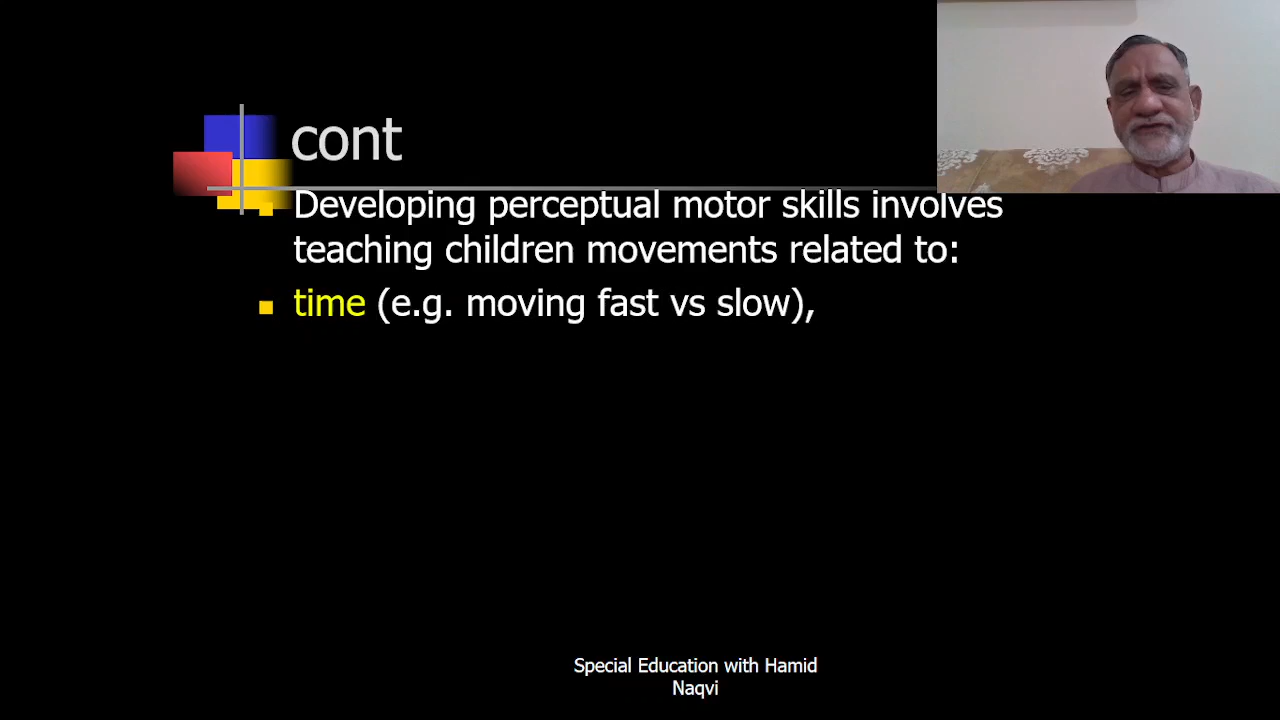 cont
Developing perceptual motor skills involves
teaching children movements related to:
time (e.g. moving fast vs slow),
Special Education with Hamid
Naqvi